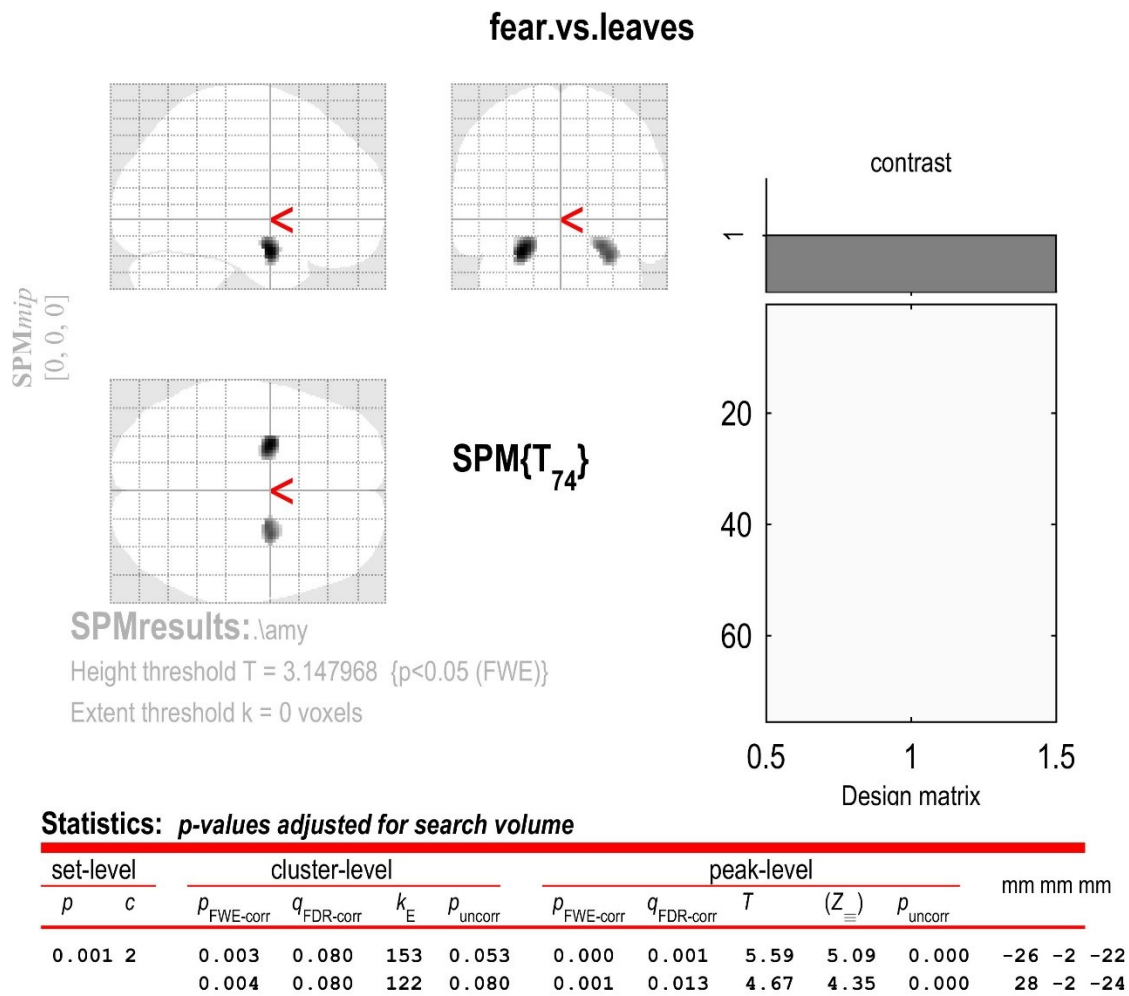 fear.vs.leaves
<
<
SPMmip
[0, 0, 0]
<
SPM{T74}
contrast
1
20
40
60
0.5 1 1.5
Design matrix
SPMresults: .\amy
Height threshold T = 3.147968 {p<0.05 (FWE)}
Extent threshold k = 0 voxels
Statistics: p-values adjusted for search volume
set-level cluster-level peak-level mm mm mm
p c pFWE-corr qFDR-corr kE puncorr pFWE-corr qFDR-corr T (Z≡) puncorr
0.001 2 0.003 0.080 153 0.053 0.000 0.001 5.59 5.09 0.000 -26 -2 -22
0.004 0.080 122 0.080 0.001 0.013 4.67 4.35 0.000 28 -2 -24